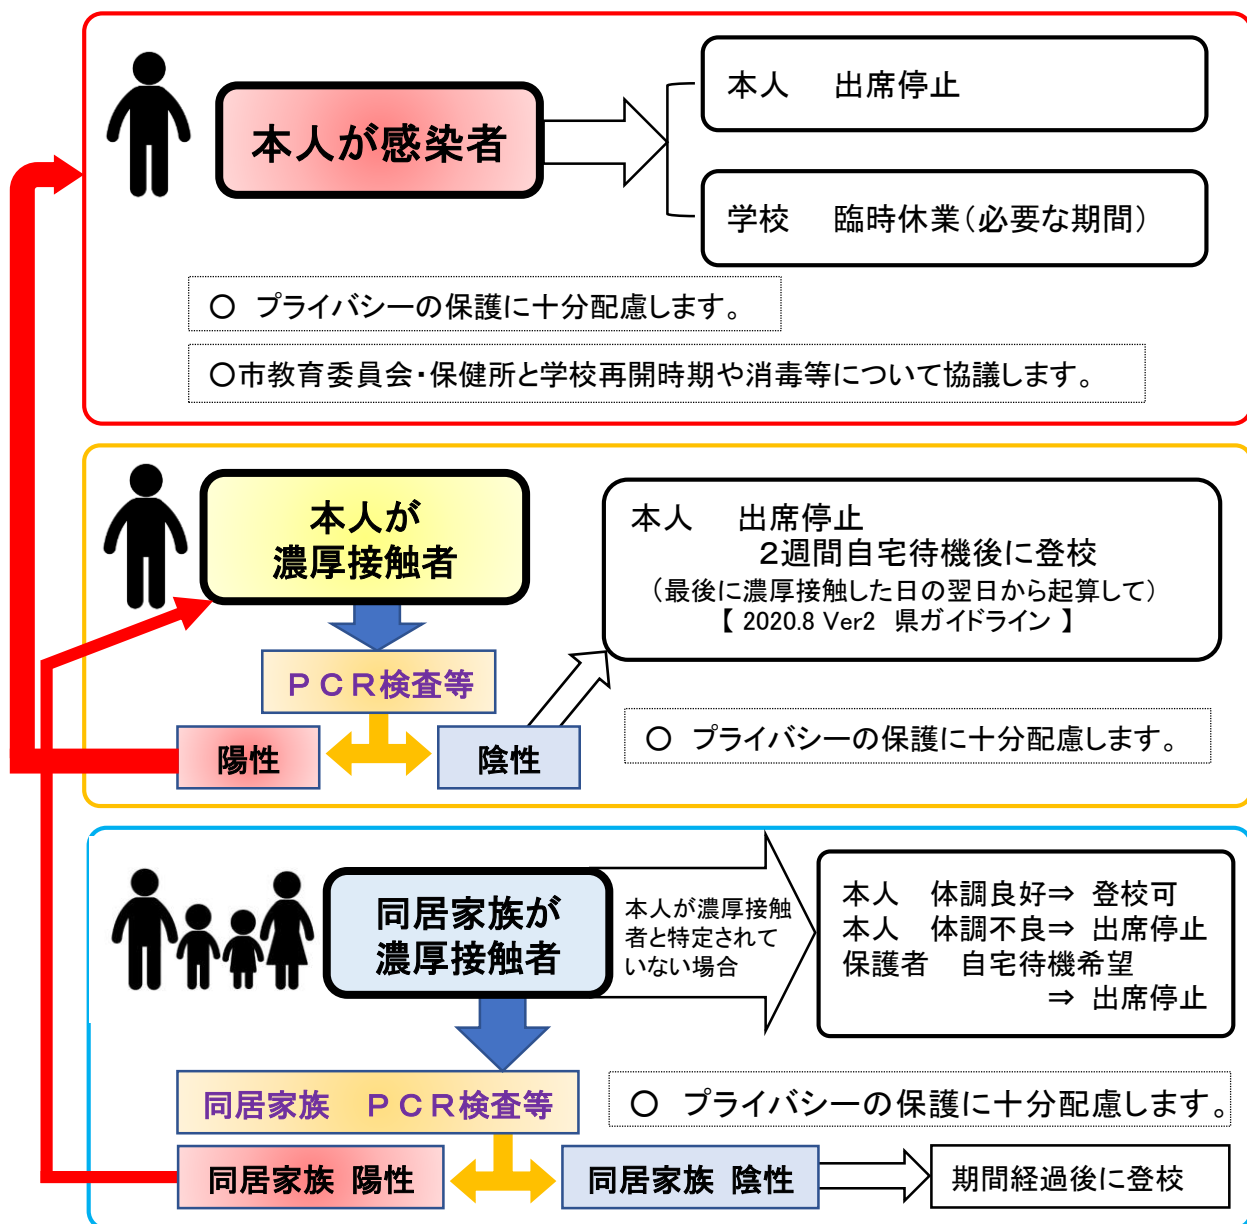 本人が感染者
本人　出席停止
学校　臨時休業（必要な期間）
○　プライバシーの保護に十分配慮します。
○市教育委員会・保健所と学校再開時期や消毒等について協議します。
本人が
濃厚接触者
本人　出席停止
２週間自宅待機後に登校
（最後に濃厚接触した日の翌日から起算して）
【 2020.8 Ver2　県ガイドライン 】
ＰＣＲ検査等
陽性
陰性
○　プライバシーの保護に十分配慮します。
同居家族が
濃厚接触者
本人が濃厚接触
者と特定されて
いない場合
本人　体調良好⇒ 登校可
本人　体調不良⇒ 出席停止
保護者　自宅待機希望
⇒ 出席停止
同居家族　ＰＣＲ検査等
○　プライバシーの保護に十分配慮します。
同居家族 陽性
同居家族 陰性
期間経過後に登校